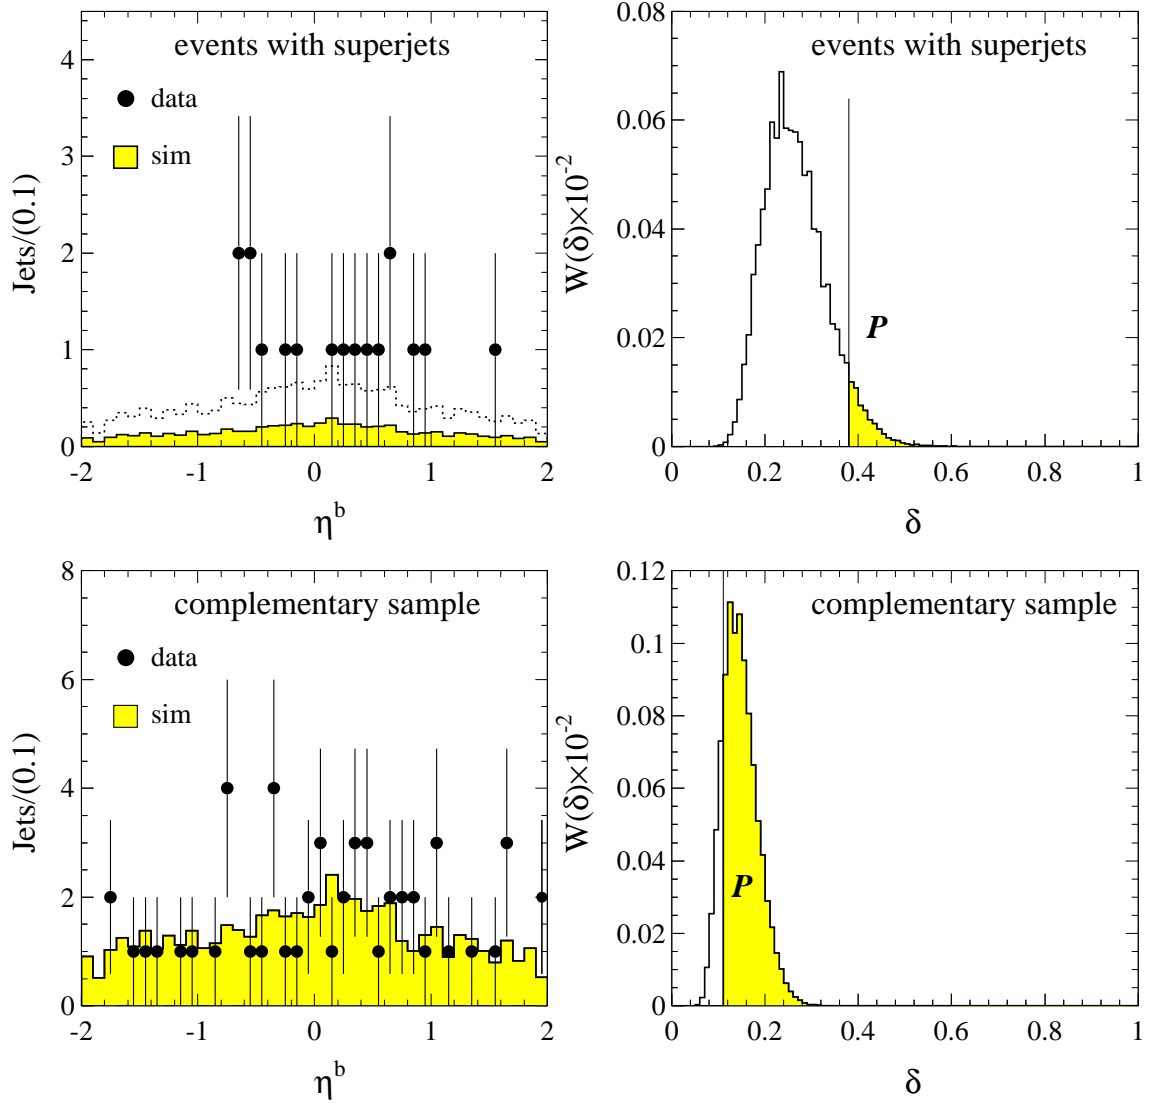 events with superjets
data
sim
Jets/(0.1)
0 1 2 3 4
-2 -1 0 1 2
η^b
events with superjets
P
W(δ)×10^-2
0 0.02 0.04 0.06 0.08
0 0.2 0.4 0.6 0.8 1
δ
complementary sample
data
sim
Jets/(0.1)
0 2 4 6 8
-2 -1 0 1 2
η^b
complementary sample
P
W(δ)×10^-2
0 0.02 0.04 0.06 0.08 0.1 0.12
0 0.2 0.4 0.6 0.8 1
δ